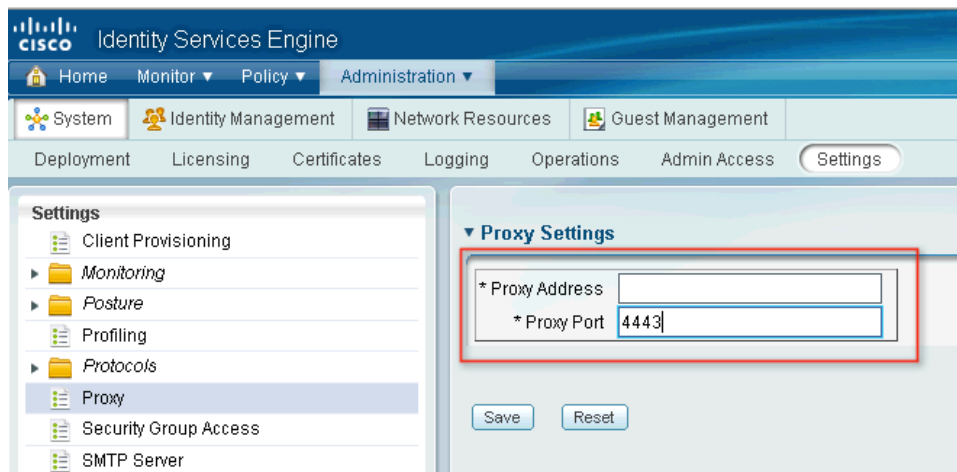 CISCO Identity Services Engine
Home Monitor ▼ Policy ▼ Administration ▼
System Identity Management Network Resources Guest Management
Deployment Licensing Certificates Logging Operations Admin Access Settings
Settings
Client Provisioning
Monitoring
Posture
Profiling
Protocols
Proxy
Security Group Access
SMTP Server
▼ Proxy Settings
* Proxy Address
* Proxy Port 4443
Save Reset